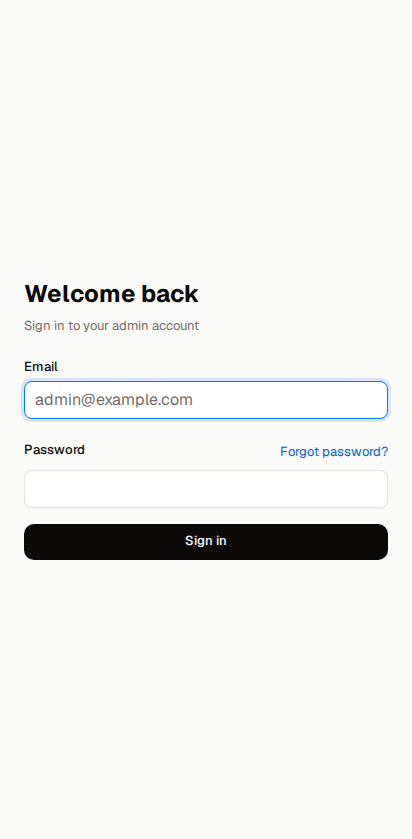 Welcome back
Sign in to your admin account
Email
admin@example.com
Password
Forgot password?
Sign in